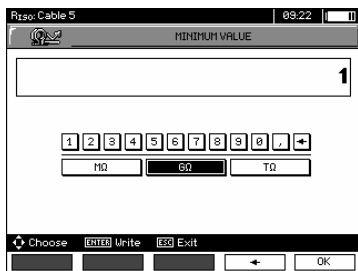 RISO: Cable 5 09:22
MINIMUM VALUE
1
1 2 3 4 5 6 7 8 9 0 , ←
MΩ GΩ TΩ
Choose ENTER Write ESC Exit
← OK